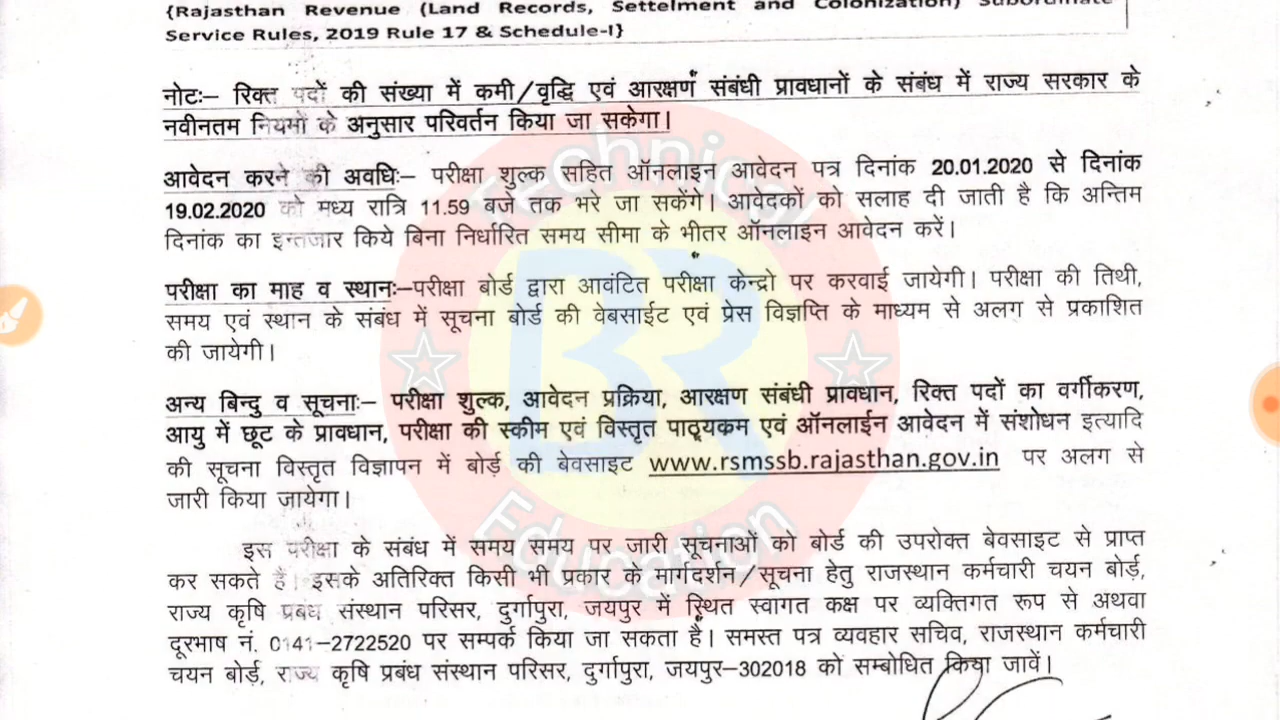 {Rajasthan Revenue (Land Records, Settelment and Colonization) Subordinate
Service Rules, 2019 Rule 17 & Schedule-I}
नोटः– रिक्त पदों की संख्या में कमी/वृद्धि एवं आरक्षण संबंधी प्रावधानों के संबंध में राज्य सरकार के
नवीनतम नियमों के अनुसार परिवर्तन किया जा सकेगा।
आवेदन करने की अवधिः– परीक्षा शुल्क सहित ऑनलाइन आवेदन पत्र दिनांक 20.01.2020 से दिनांक
19.02.2020 को मध्य रात्रि 11.59 बजे तक भरे जा सकेंगे। आवेदकों को सलाह दी जाती है कि अन्तिम
दिनांक का इन्तजार किये बिना निर्धारित समय सीमा के भीतर ऑनलाइन आवेदन करें।
परीक्षा का माह व स्थानः–परीक्षा बोर्ड द्वारा आवंटित परीक्षा केन्द्रो पर करवाई जायेगी। परीक्षा की तिथी,
समय एवं स्थान के संबंध में सूचना बोर्ड की वेबसाईट एवं प्रेस विज्ञप्ति के माध्यम से अलग से प्रकाशित
की जायेगी।
अन्य बिन्दु व सूचनाः– परीक्षा शुल्क, आवेदन प्रक्रिया, आरक्षण संबंधी प्रावधान, रिक्त पदों का वर्गीकरण,
आयु में छूट के प्रावधान, परीक्षा की स्कीम एवं विस्तृत पाठ्यक्रम एवं ऑनलाईन आवेदन में संशोधन इत्यादि
की सूचना विस्तृत विज्ञापन में बोर्ड़ की बेवसाइट www.rsmssb.rajasthan.gov.in पर अलग से
जारी किया जायेगा।
इस परीक्षा के संबंध में समय समय पर जारी सूचनाओं को बोर्ड की उपरोक्त बेवसाइट से प्राप्त
कर सकते है। इसके अतिरिक्त किसी भी प्रकार के मार्गदर्शन/सूचना हेतु राजस्थान कर्मचारी चयन बोर्ड,
राज्य कृषि प्रबंध संस्थान परिसर, दुर्गापुरा, जयपुर में स्थित स्वागत कक्ष पर व्यक्तिगत रूप से अथवा
दूरभाष नं. 0141–2722520 पर सम्पर्क किया जा सकता है। समस्त पत्र व्यवहार सचिव, राजस्थान कर्मचारी
चयन बोर्ड, राज्य कृषि प्रबंध संस्थान परिसर, दुर्गापुरा, जयपुर–302018 को सम्बोधित किया जावें।
Technical
BR
Education